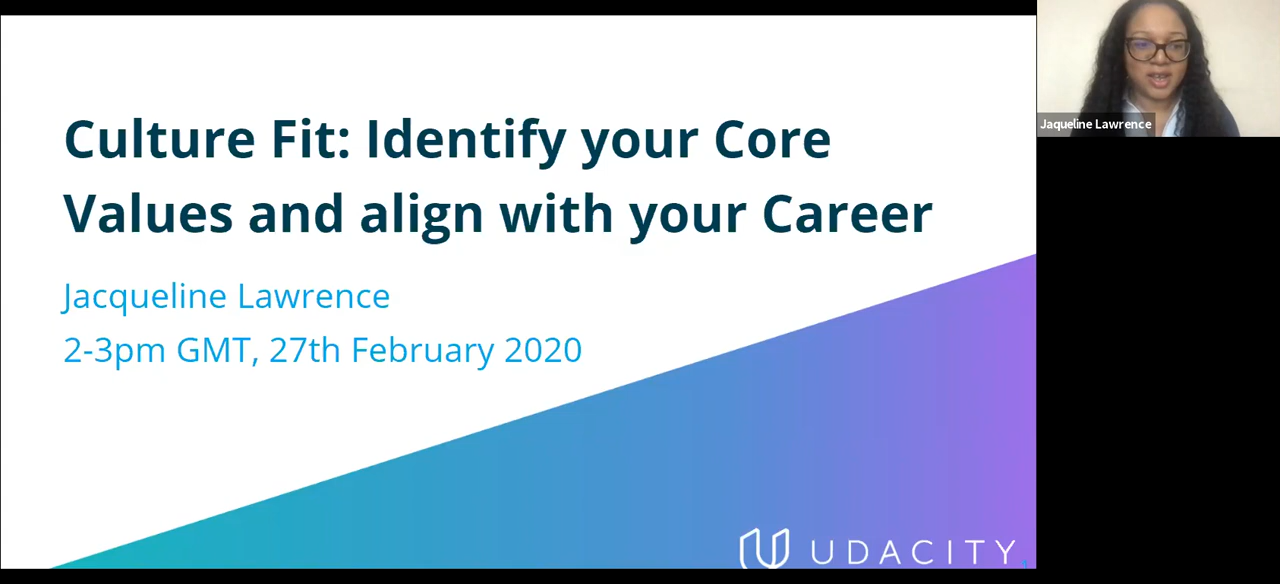 Culture Fit: Identify your Core
Values and align with your Career
Jacqueline Lawrence
2-3pm GMT, 27th February 2020
UDACITY
1
Jaqueline Lawrence